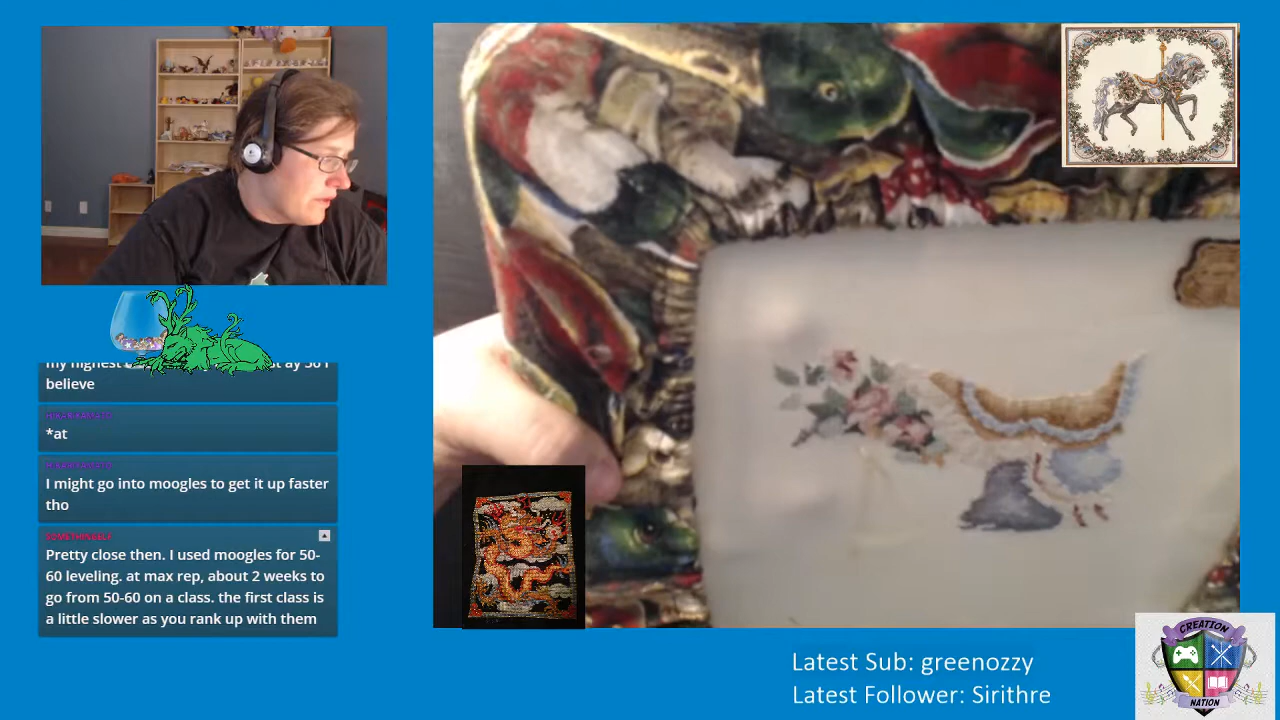 believe
*at
I might go into moogles to get it up faster
tho
SOMETHINGELF
Pretty close then. I used moogles for 50-
60 leveling. at max rep, about 2 weeks to
go from 50-60 on a class. the first class is
a little slower as you rank up with them
Latest Sub: greenozzy
Latest Follower: Sirithre
CREATION
NATION